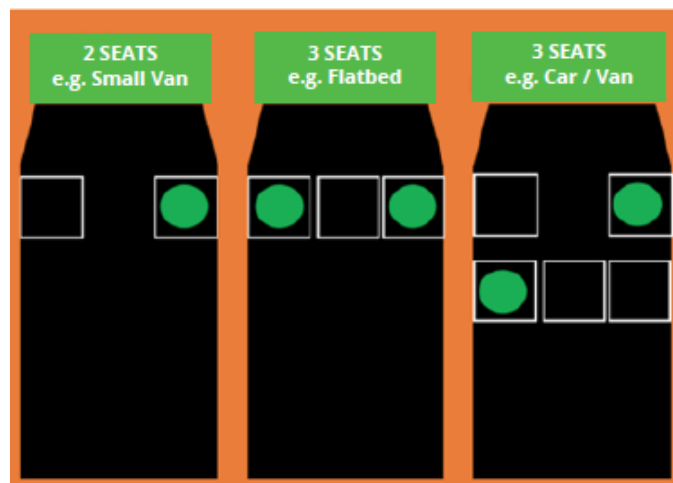 2 SEATS
e.g. Small Van
3 SEATS
e.g. Flatbed
3 SEATS
e.g. Car / Van